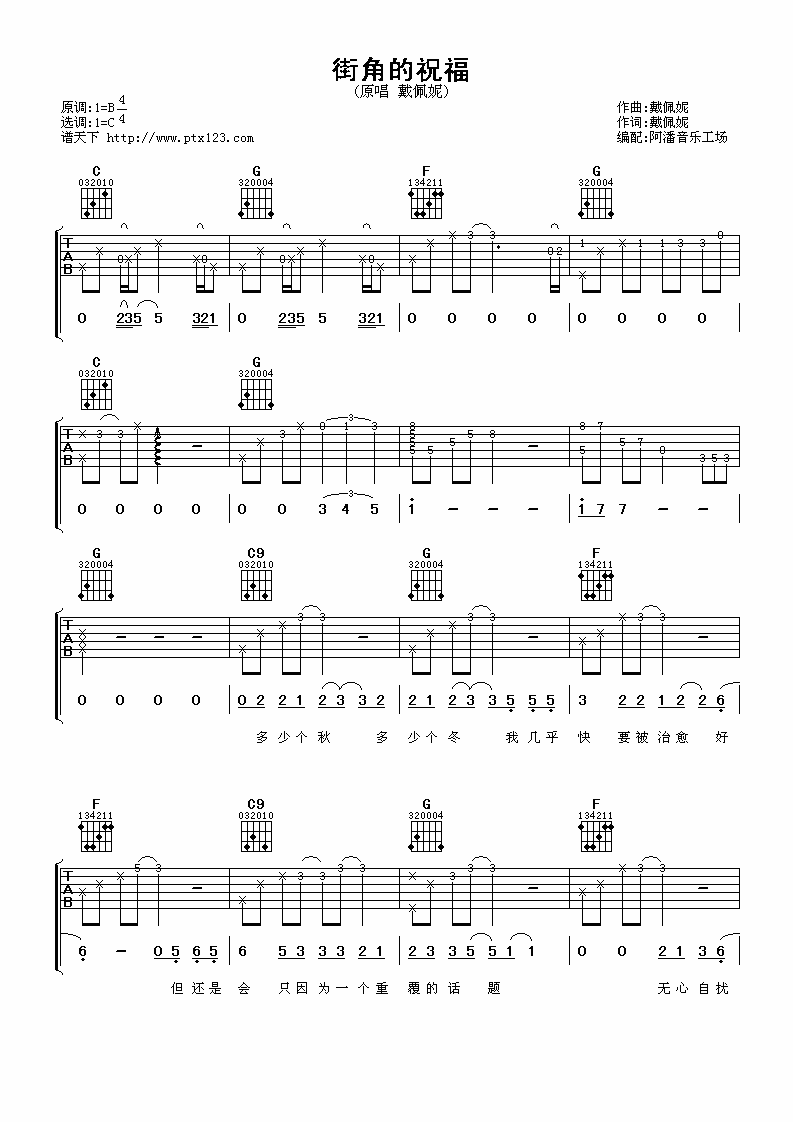 街角的祝福
(原唱 戴佩妮)
原调:1=B 4/4
选调:1=C
谱天下 http://www.ptx123.com
作曲:戴佩妮
作词:戴佩妮
编配:阿潘音乐工场
C G F G
032010 320004 134211 320004
T
A
B
0 235 5 321 0 235 5 321 0 0 0 0 0 0 0 0
C G
032010 320004
T
A
B
0 0 0 0 0 0 3 4 5 1 - - - 1 7 7 - -
G C9 G F
320004 032010 320004 134211
T
A
B
0 0 0 0 0 2 2 1 2 3 3 2 2 1 2 3 3 5 5 5 3 2 2 1 2 2 6
多少个秋 多少个冬 我几乎快要被治愈好
F C9 G F
134211 032010 320004 134211
T
A
B
6 - 0 5 6 5 6 5 3 3 3 2 1 2 3 3 5 5 1 1 0 0 2 1 3 6
但还是会 只因为一个重覆的话题 无心自扰